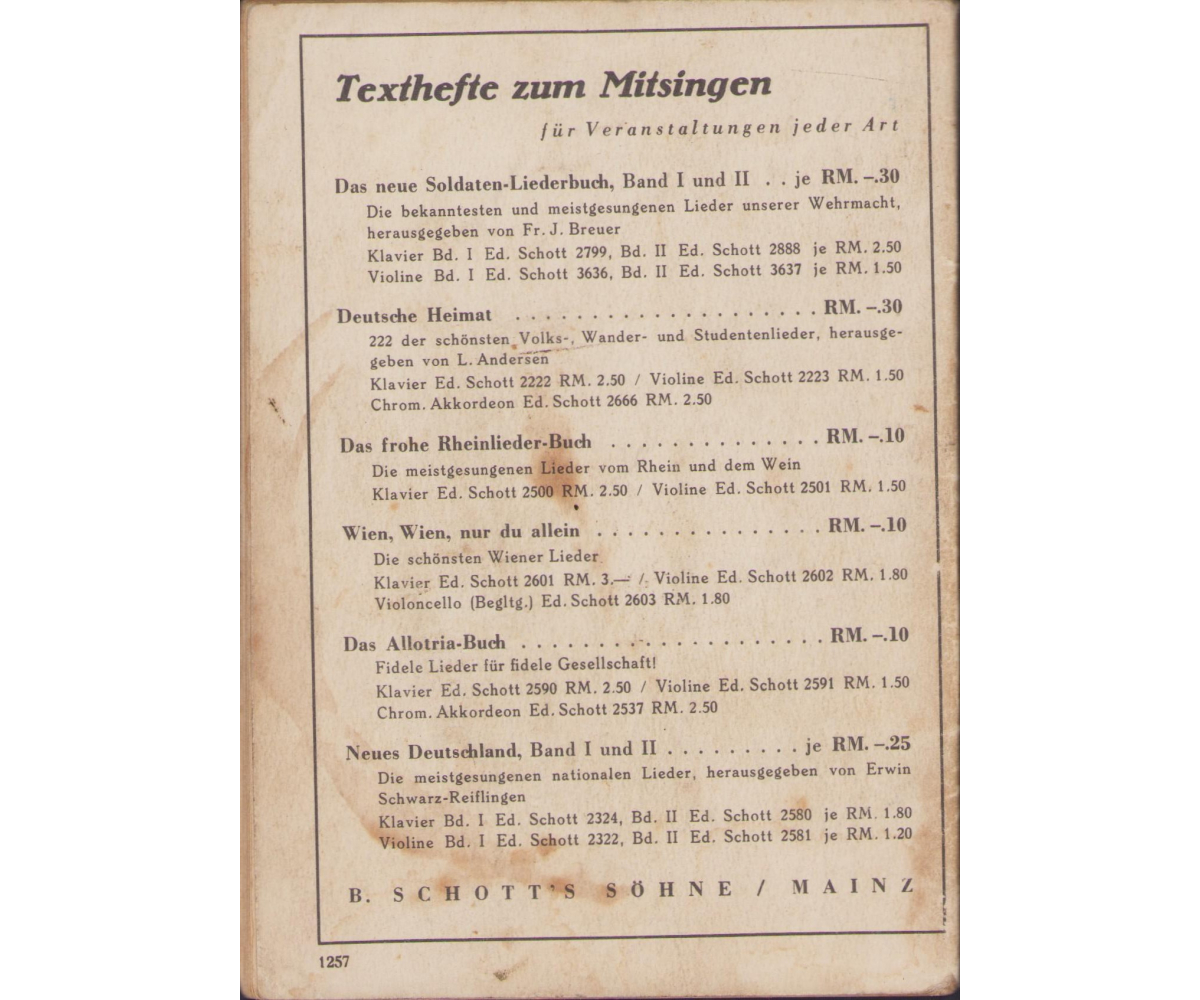 Texthefte zum Mitsingen
für Veranstaltungen jeder Art
Das neue Soldaten-Liederbuch, Band I und II . . je RM. –.30
Die bekanntesten und meistgesungenen Lieder unserer Wehrmacht,
herausgegeben von Fr. J. Breuer
Klavier Bd. I Ed. Schott 2799, Bd. II Ed. Schott 2888 je RM. 2.50
Violine Bd. I Ed. Schott 3636, Bd. II Ed. Schott 3637 je RM. 1.50
Deutsche Heimat . . . . . . . . . . . . . . . . . . . . RM. –.30
222 der schönsten Volks-, Wander- und Studentenlieder, herausge-
geben von L. Andersen
Klavier Ed. Schott 2222 RM. 2.50 / Violine Ed. Schott 2223 RM. 1.50
Chrom. Akkordeon Ed. Schott 2666 RM. 2.50
Das frohe Rheinlieder-Buch . . . . . . . . . . . . . . RM. –.10
Die meistgesungenen Lieder vom Rhein und dem Wein
Klavier Ed. Schott 2500 RM. 2.50 / Violine Ed. Schott 2501 RM. 1.50
Wien, Wien, nur du allein . . . . . . . . . . . . . . . RM. –.10
Die schönsten Wiener Lieder
Klavier Ed. Schott 2601 RM. 3.— / Violine Ed. Schott 2602 RM. 1.80
Violoncello (Begltg.) Ed. Schott 2603 RM. 1.80
Das Allotria-Buch . . . . . . . . . . . . . . . . . . . . RM. –.10
Fidele Lieder für fidele Gesellschaft!
Klavier Ed. Schott 2590 RM. 2.50 / Violine Ed. Schott 2591 RM. 1.50
Chrom. Akkordeon Ed. Schott 2537 RM. 2.50
Neues Deutschland, Band I und II . . . . . . . . . je RM. –.25
Die meistgesungenen nationalen Lieder, herausgegeben von Erwin
Schwarz-Reiflingen
Klavier Bd. I Ed. Schott 2324, Bd. II Ed. Schott 2580 je RM. 1.80
Violine Bd. I Ed. Schott 2322, Bd. II Ed. Schott 2581 je RM. 1.20
B. SCHOTT'S SÖHNE / MAINZ
1257